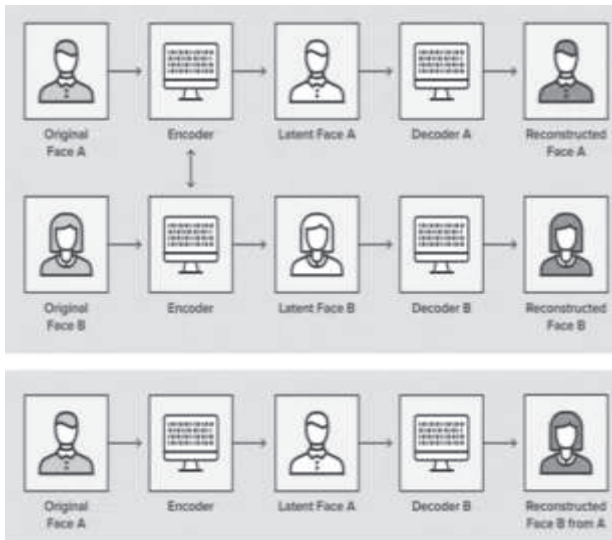 Original Face A
Encoder
Latent Face A
Decoder A
Reconstructed Face A
Original Face B
Encoder
Latent Face B
Decoder B
Reconstructed Face B
Original Face A
Encoder
Latent Face A
Decoder B
Reconstructed Face B from A